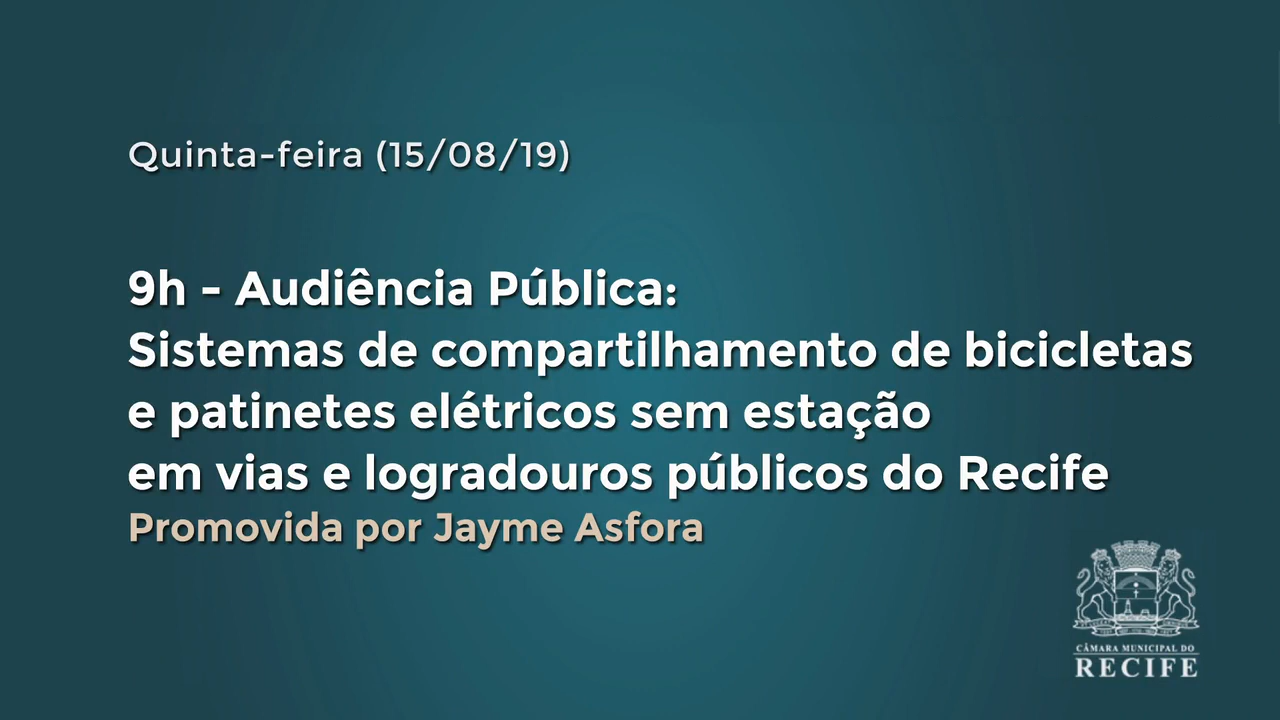 Quinta-feira (15/08/19)
9h - Audiência Pública:
Sistemas de compartilhamento de bicicletas
e patinetes elétricos sem estação
em vias e logradouros públicos do Recife
Promovida por Jayme Asfora
CÂMARA MUNICIPAL DO
RECIFE